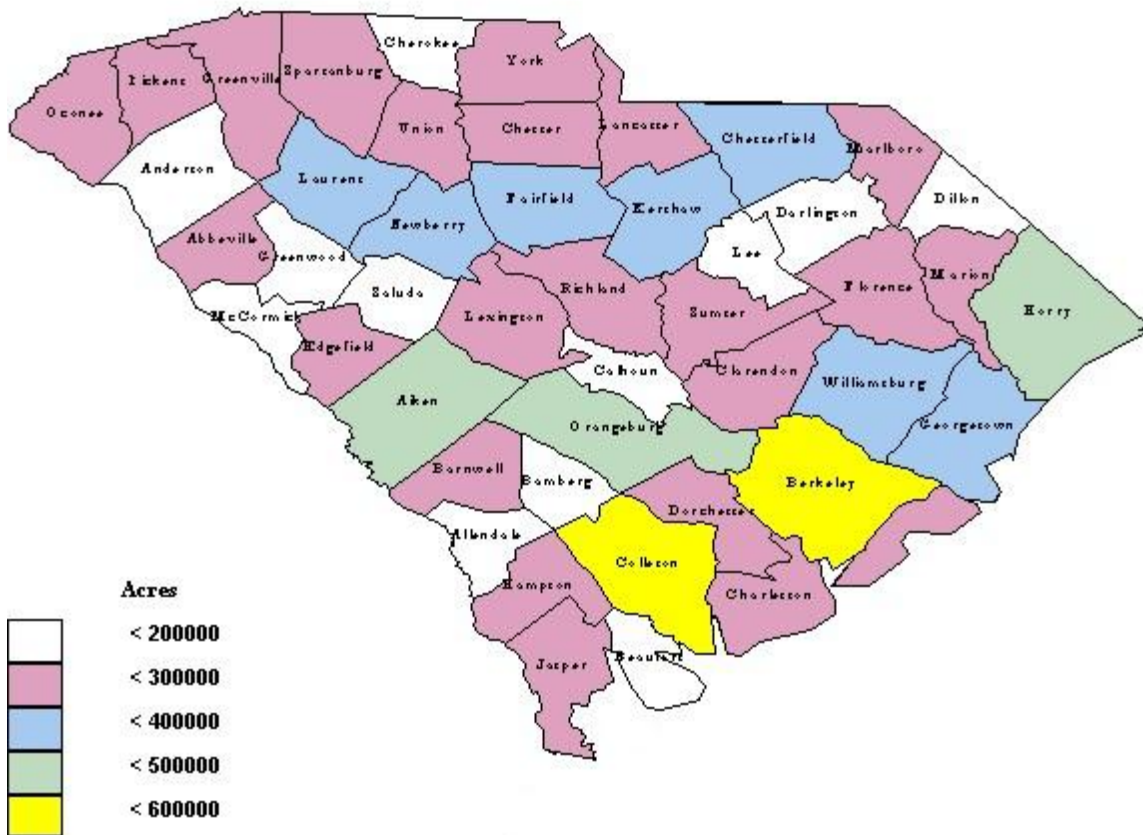 Cherokee
York
Spartanburg
Greenville
Pickens
Oconee
Union
Chester
Lancaster
Chesterfield
Marlboro
Anderson
Laurens
Newberry
Fairfield
Kershaw
Darlington
Dillon
Lee
Abbeville
Greenwood
Saluda
Lexington
Richland
Sumter
Florence
Marion
Horry
McCormick
Edgefield
Calhoun
Clarendon
Williamsburg
Aiken
Orangeburg
Georgetown
Barnwell
Bamberg
Berkeley
Dorchester
Allendale
Colleton
Hampton
Charleston
Jasper
Beaufort
Acres
< 200000
< 300000
< 400000
< 500000
< 600000